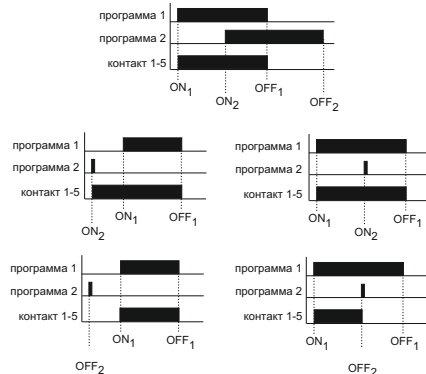 программа 1
программа 2
контакт 1-5
ON1 ON2 OFF1 OFF2
программа 1
программа 2
контакт 1-5
ON2 ON1 OFF1
программа 1
программа 2
контакт 1-5
ON1 ON2 OFF1
программа 1
программа 2
контакт 1-5
OFF2 ON1 OFF1
программа 1
программа 2
контакт 1-5
ON1 OFF2 OFF1